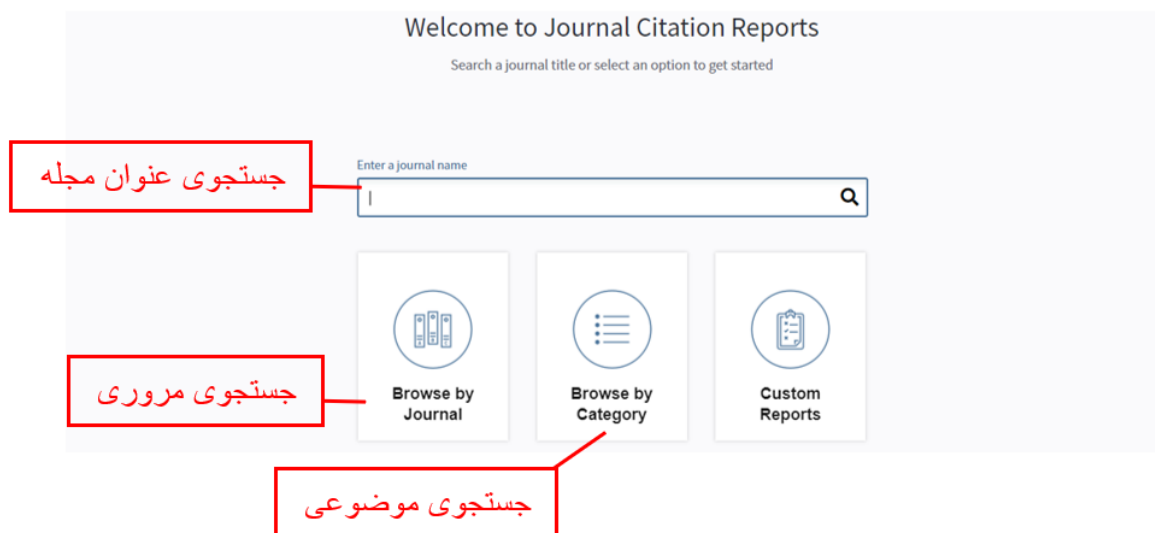 Welcome to Journal Citation Reports
Search a journal title or select an option to get started
Enter a journal name
جستجوی عنوان مجله
Browse by
Journal
Browse by
Category
Custom
Reports
جستجوی مروری
جستجوی موضوعی